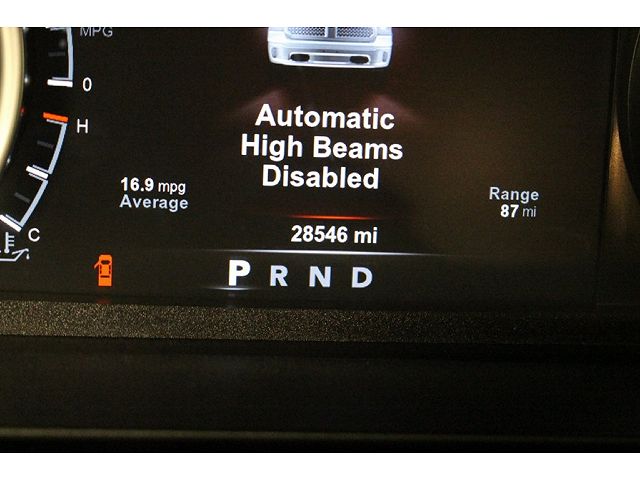 MPG
0
H
C
Automatic
High Beams
Disabled
16.9 mpg
Average
Range
87 mi
28546 mi
P R N D